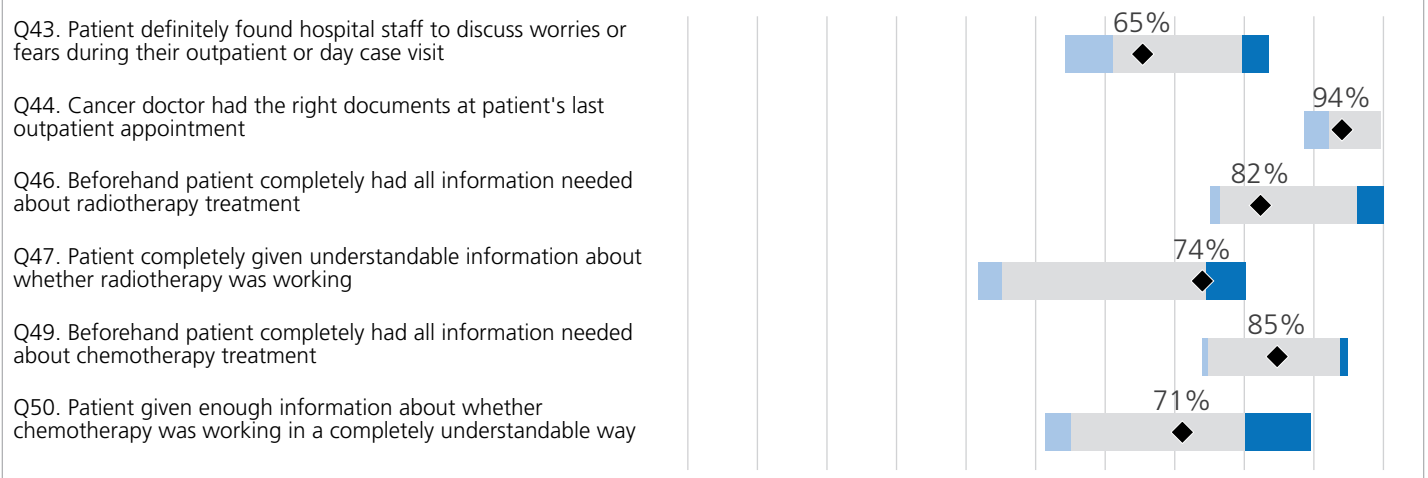 Q43. Patient definitely found hospital staff to discuss worries or
fears during their outpatient or day case visit
65%
Q44. Cancer doctor had the right documents at patient's last
outpatient appointment
94%
Q46. Beforehand patient completely had all information needed
about radiotherapy treatment
82%
Q47. Patient completely given understandable information about
whether radiotherapy was working
74%
Q49. Beforehand patient completely had all information needed
about chemotherapy treatment
85%
Q50. Patient given enough information about whether
chemotherapy was working in a completely understandable way
71%